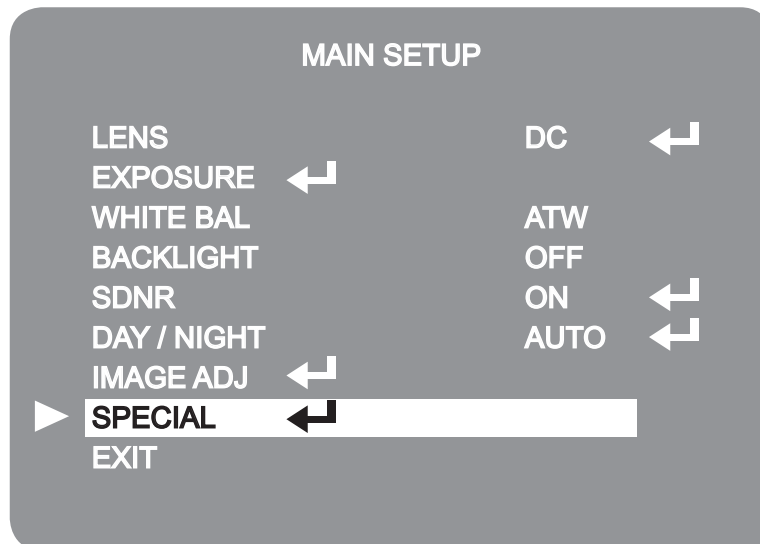 MAIN SETUP
LENS DC
EXPOSURE
WHITE BAL ATW
BACKLIGHT OFF
SDNR ON
DAY / NIGHT AUTO
IMAGE ADJ
SPECIAL
EXIT